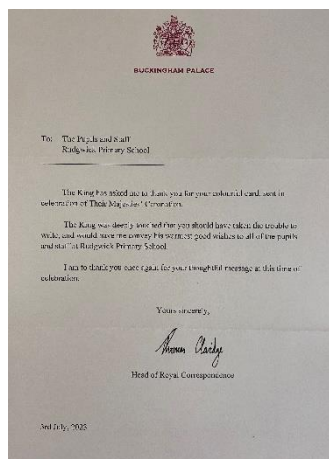 BUCKINGHAM PALACE
To: The Pupils and Staff
Rudgwick Primary School
The King has asked me to thank you for your colourful card, sent in
celebration of Their Majesties' Coronation.
The King was deeply touched that you should have taken the trouble to
write, and would have me convey his warmest good wishes to all of the pupils
and staff at Rudgwick Primary School.
I am to thank you once again for your thoughtful message at this time of
celebration.
Yours sincerely,
Head of Royal Correspondence
3rd July, 2023